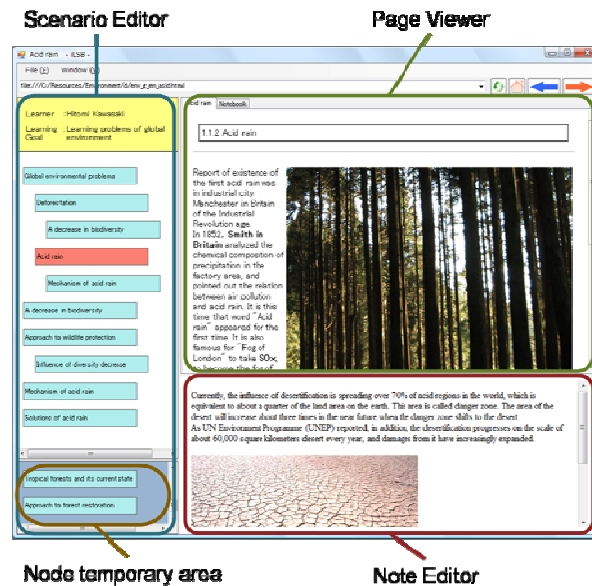 Scenario Editor
Page Viewer
Acid rain - ILSB -
File (F) Window
file:///C:/Resources/Environment/6/env_r_en_acid.html
Learner :Hitomi Kawasaki
Learning :Learning problems of global
Goal environment
Global environmental problems
Deforestation
A decrease in biodiversity
Acid rain
Mechanism of acid rain
A decrease in biodiversity
Approach to wildlife protection
Influence of diversity decrease
Mechanism of acid rain
Solutions of acid rain
Tropical forests and its current state
Approach to forest restoration
Acid rain Notebook
1.1.2 Acid rain
Report of existence of
the first acid rain was
in industrial city
Manchester in Britain
of the Industrial
Revolution age.
In 1852, Smith in
Britain analyzed the
chemical composition of
precipitation in the
factory area, and
pointed out the relation
between air pollution
and acid rain. It is this
time that word "Acid
rain" appeared for the
first time. It is also
famous for "Fog of
London" to take SOx,
to become the fog of
Currently, the influence of desertification is spreading over 70% of acid regions in the world, which is
equivalent to about a quarter of the land area on the earth. This area is called danger zone. The area of the
desert will increase about three times in the near future when the danger zone shifts to the desert.
As UN Environment Programme (UNEP) reported, in addition, the desertification progresses on the scale of
about 60,000 square kilometers desert every year, and damages from it have increasingly expanded.
Node temporary area
Note Editor